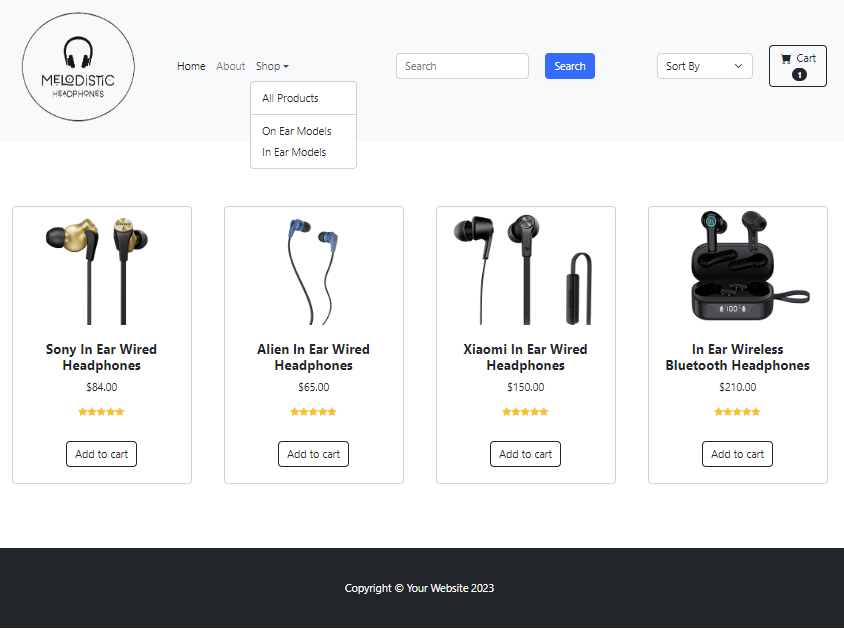 MELODISTIC
HEADPHONES
Home About Shop
Search
Search
Sort By
Cart
1
All Products
On Ear Models
In Ear Models
Sony In Ear Wired
Headphones
$84.00
Add to cart
Alien In Ear Wired
Headphones
$65.00
Add to cart
Xiaomi In Ear Wired
Headphones
$150.00
Add to cart
100
In Ear Wireless
Bluetooth Headphones
$210.00
Add to cart
Copyright © Your Website 2023